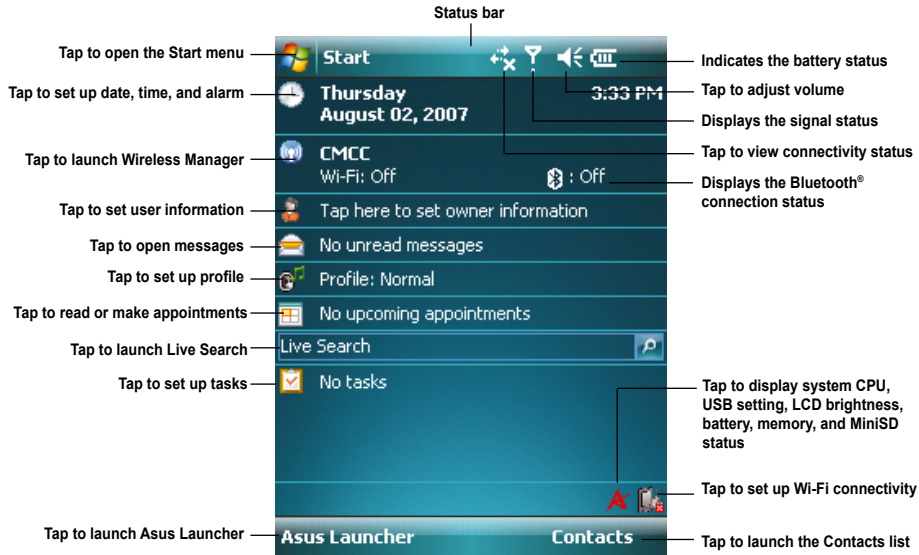 Status bar
Tap to open the Start menu
Start
Indicates the battery status
Tap to set up date, time, and alarm
Thursday
August 02, 2007
3:33 PM
Tap to adjust volume
Displays the signal status
Tap to launch Wireless Manager
CMCC
Wi-Fi: Off
: Off
Tap to view connectivity status
Displays the Bluetooth®
connection status
Tap to set user information
Tap here to set owner information
Tap to open messages
No unread messages
Tap to set up profile
Profile: Normal
Tap to read or make appointments
No upcoming appointments
Tap to launch Live Search
Live Search
Tap to set up tasks
No tasks
Tap to display system CPU,
USB setting, LCD brightness,
battery, memory, and MiniSD
status
Tap to set up Wi-Fi connectivity
Tap to launch Asus Launcher
Asus Launcher
Contacts
Tap to launch the Contacts list